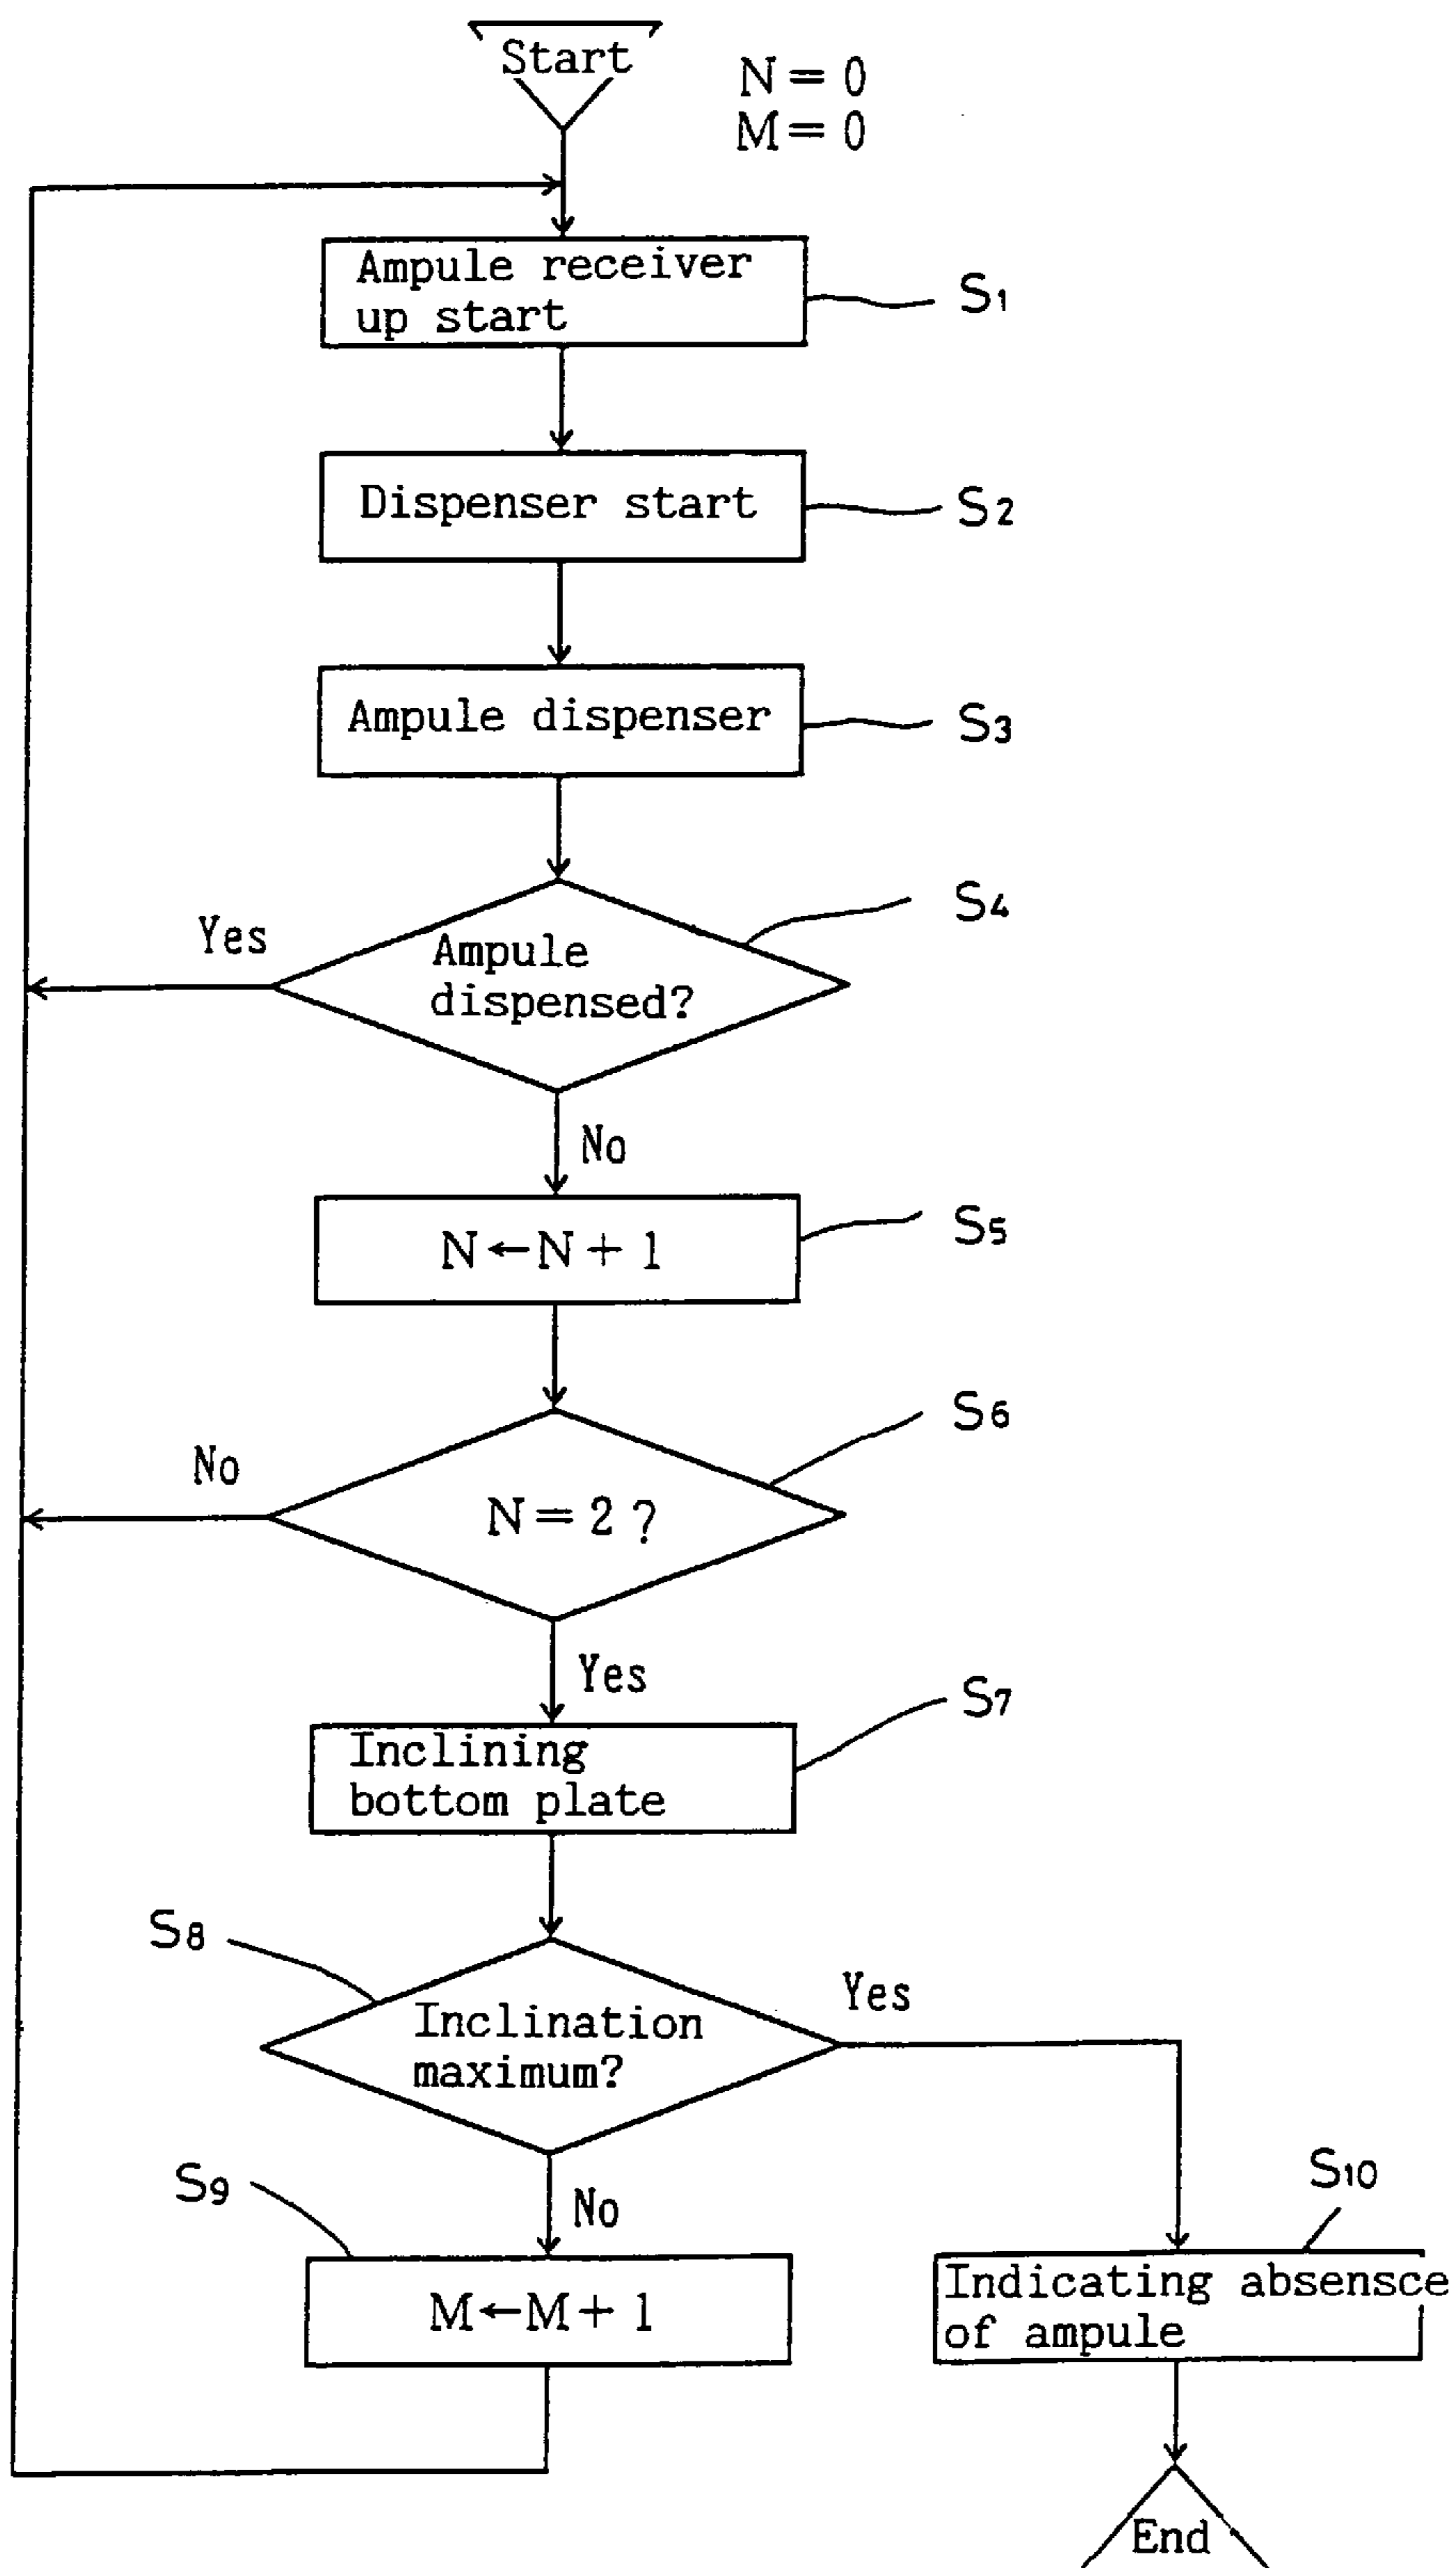 Start
N = 0
M = 0
Ampule receiver
up start
S1
Dispenser start
S2
Ampule dispenser
S3
S4
Yes
Ampule
dispensed?
No
N←N + 1
S5
S6
No
N = 2 ?
Yes
S7
Inclining
bottom plate
S8
Yes
Inclination
maximum?
S9
No
S10
M←M + 1
Indicating absensce
of ampule
End